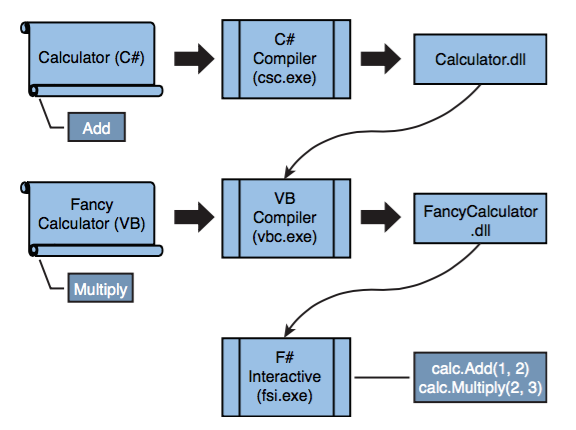 Calculator (C#)
C#
Compiler
(csc.exe)
Calculator.dll
Add
Fancy
Calculator (VB)
VB
Compiler
(vbc.exe)
FancyCalculator
.dll
Multiply
F#
Interactive
(fsi.exe)
calc.Add(1, 2)
calc.Multiply(2, 3)